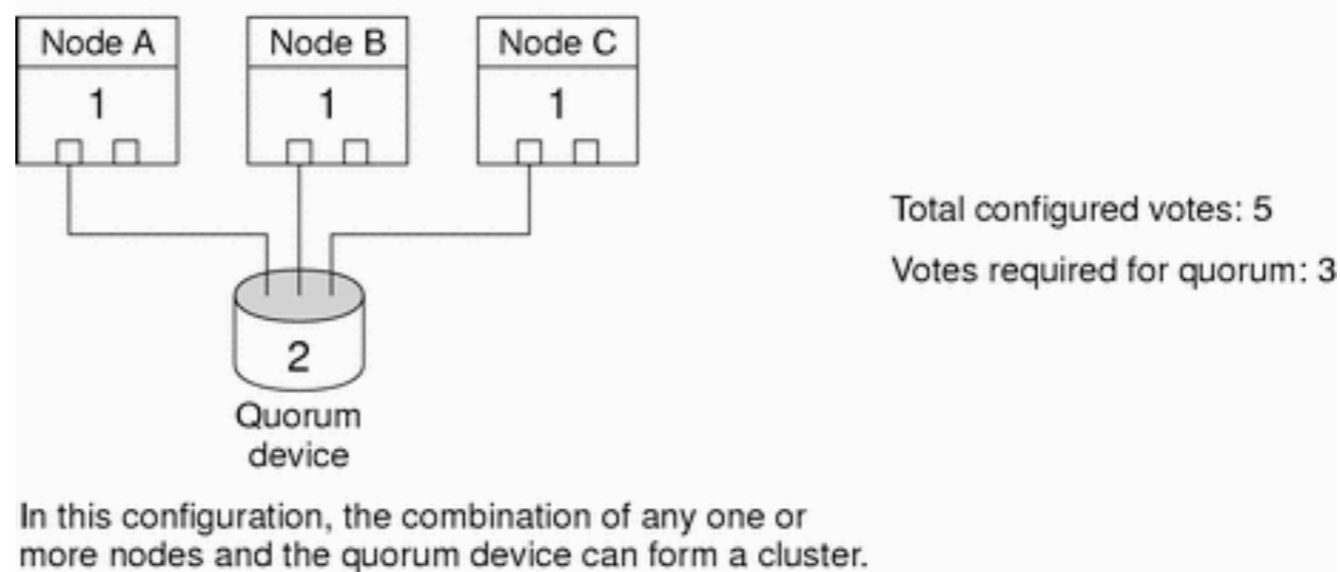 Node A
Node B
Node C
1
1
1
Total configured votes: 5
Votes required for quorum: 3
2
Quorum
device
In this configuration, the combination of any one or
more nodes and the quorum device can form a cluster.